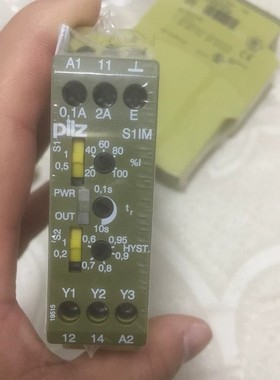 A1 11 ⊥
0,1A 2A E
pilz S1IM
S1 1 0,5
20 40 60 80 100 %I
PWR
OUT
0,1s tr 10s
S2 1 0,2
0,6 0,7 0,8 0,9 0,95 HYST.
Y1 Y2 Y3
12 14 A2